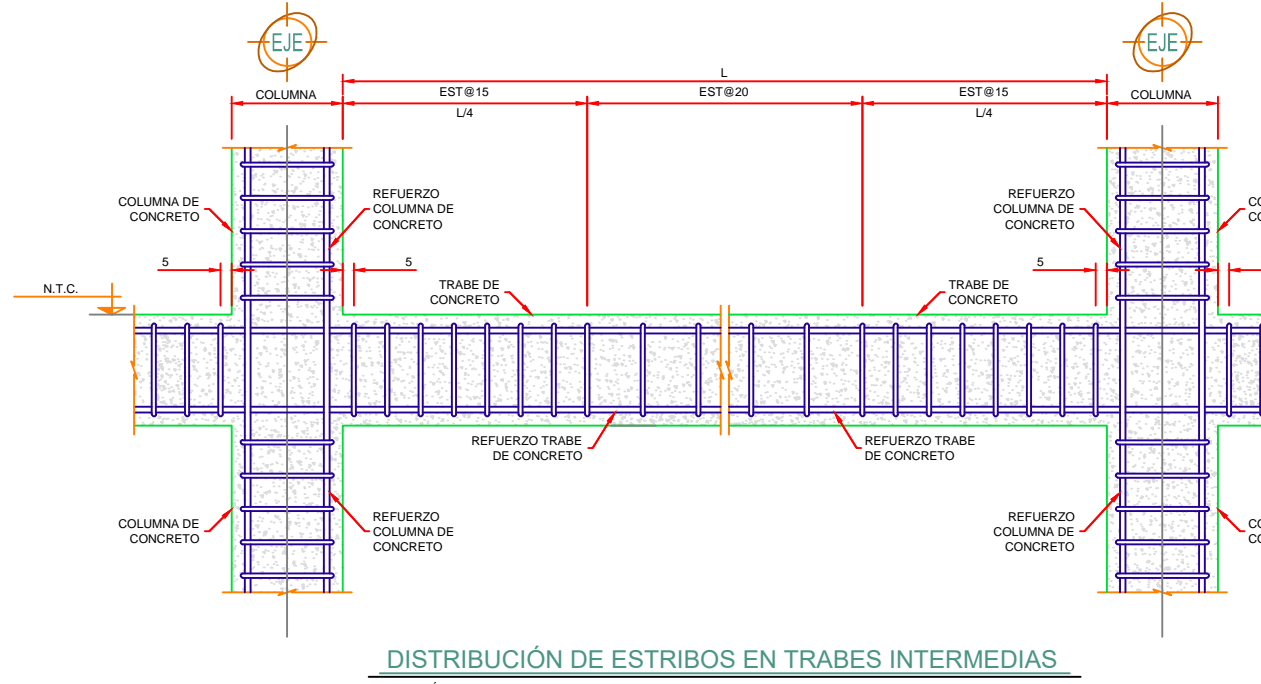 EJE
EJE
L
COLUMNA
EST@15
EST@20
EST@15
COLUMNA
L/4
L/4
COLUMNA DE
CONCRETO
REFUERZO
COLUMNA DE
CONCRETO
REFUERZO
COLUMNA DE
CONCRETO
5
5
5
N.T.C.
TRABE DE
CONCRETO
TRABE DE
CONCRETO
REFUERZO TRABE
DE CONCRETO
REFUERZO TRABE
DE CONCRETO
COLUMNA DE
CONCRETO
REFUERZO
COLUMNA DE
CONCRETO
REFUERZO
COLUMNA DE
CONCRETO
DISTRIBUCIÓN DE ESTRIBOS EN TRABES INTERMEDIAS